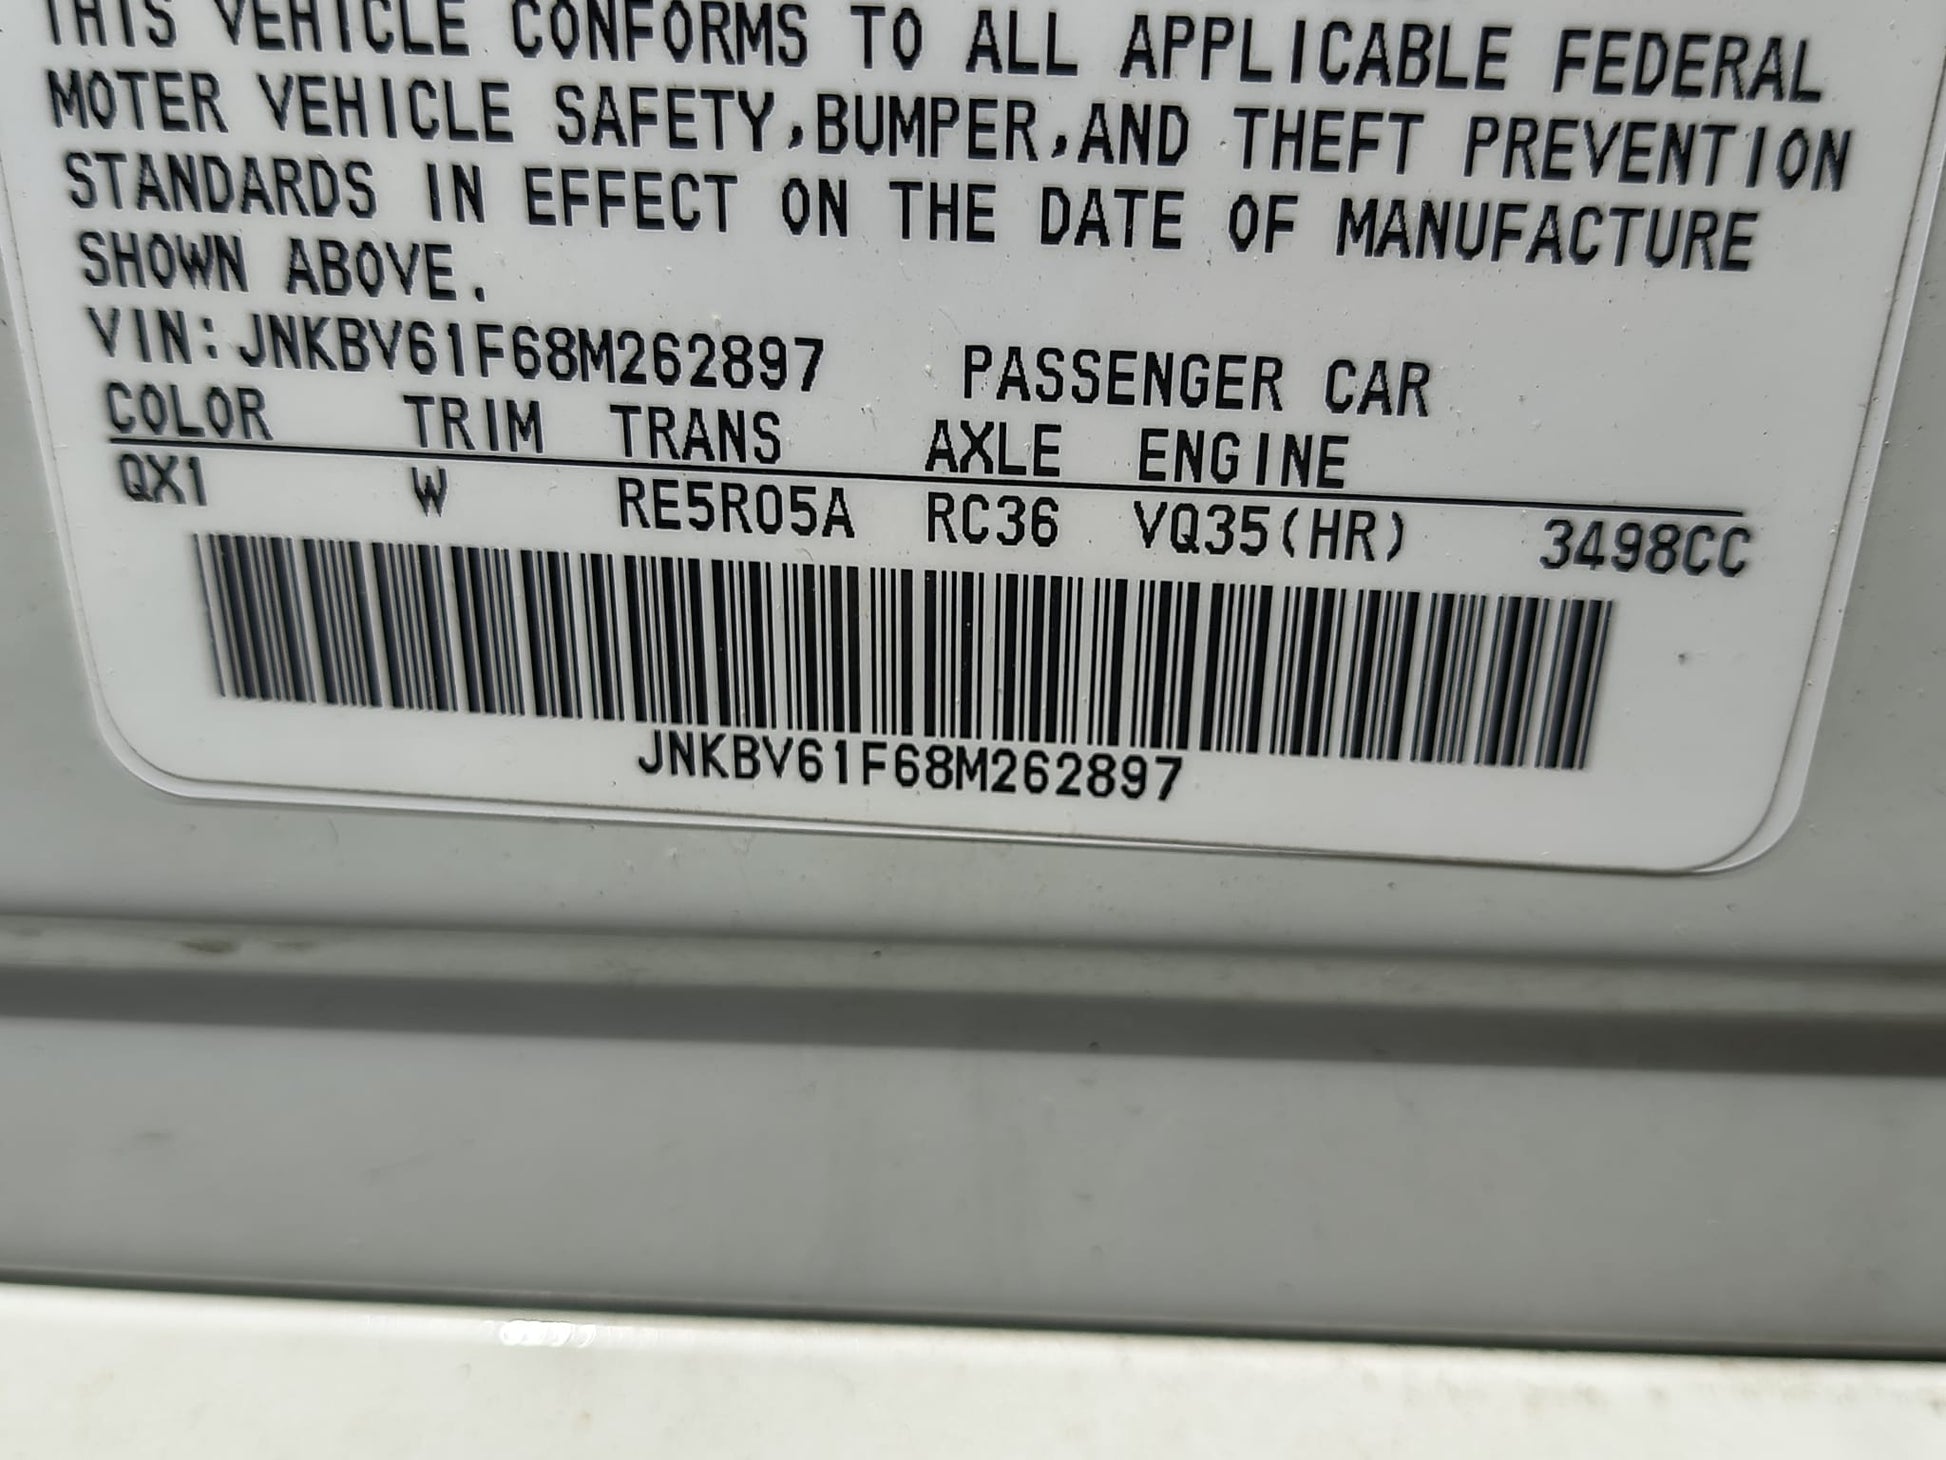 THIS VEHICLE CONFORMS TO ALL APPLICABLE FEDERAL
MOTER VEHICLE SAFETY,BUMPER,AND THEFT PREVENTION
STANDARDS IN EFFECT ON THE DATE OF MANUFACTURE
SHOWN ABOVE.
VIN:JNKBV61F68M262897 PASSENGER CAR
COLOR TRIM TRANS AXLE ENGINE
QX1 W RE5R05A RC36 VQ35(HR) 3498CC
JNKBV61F68M262897